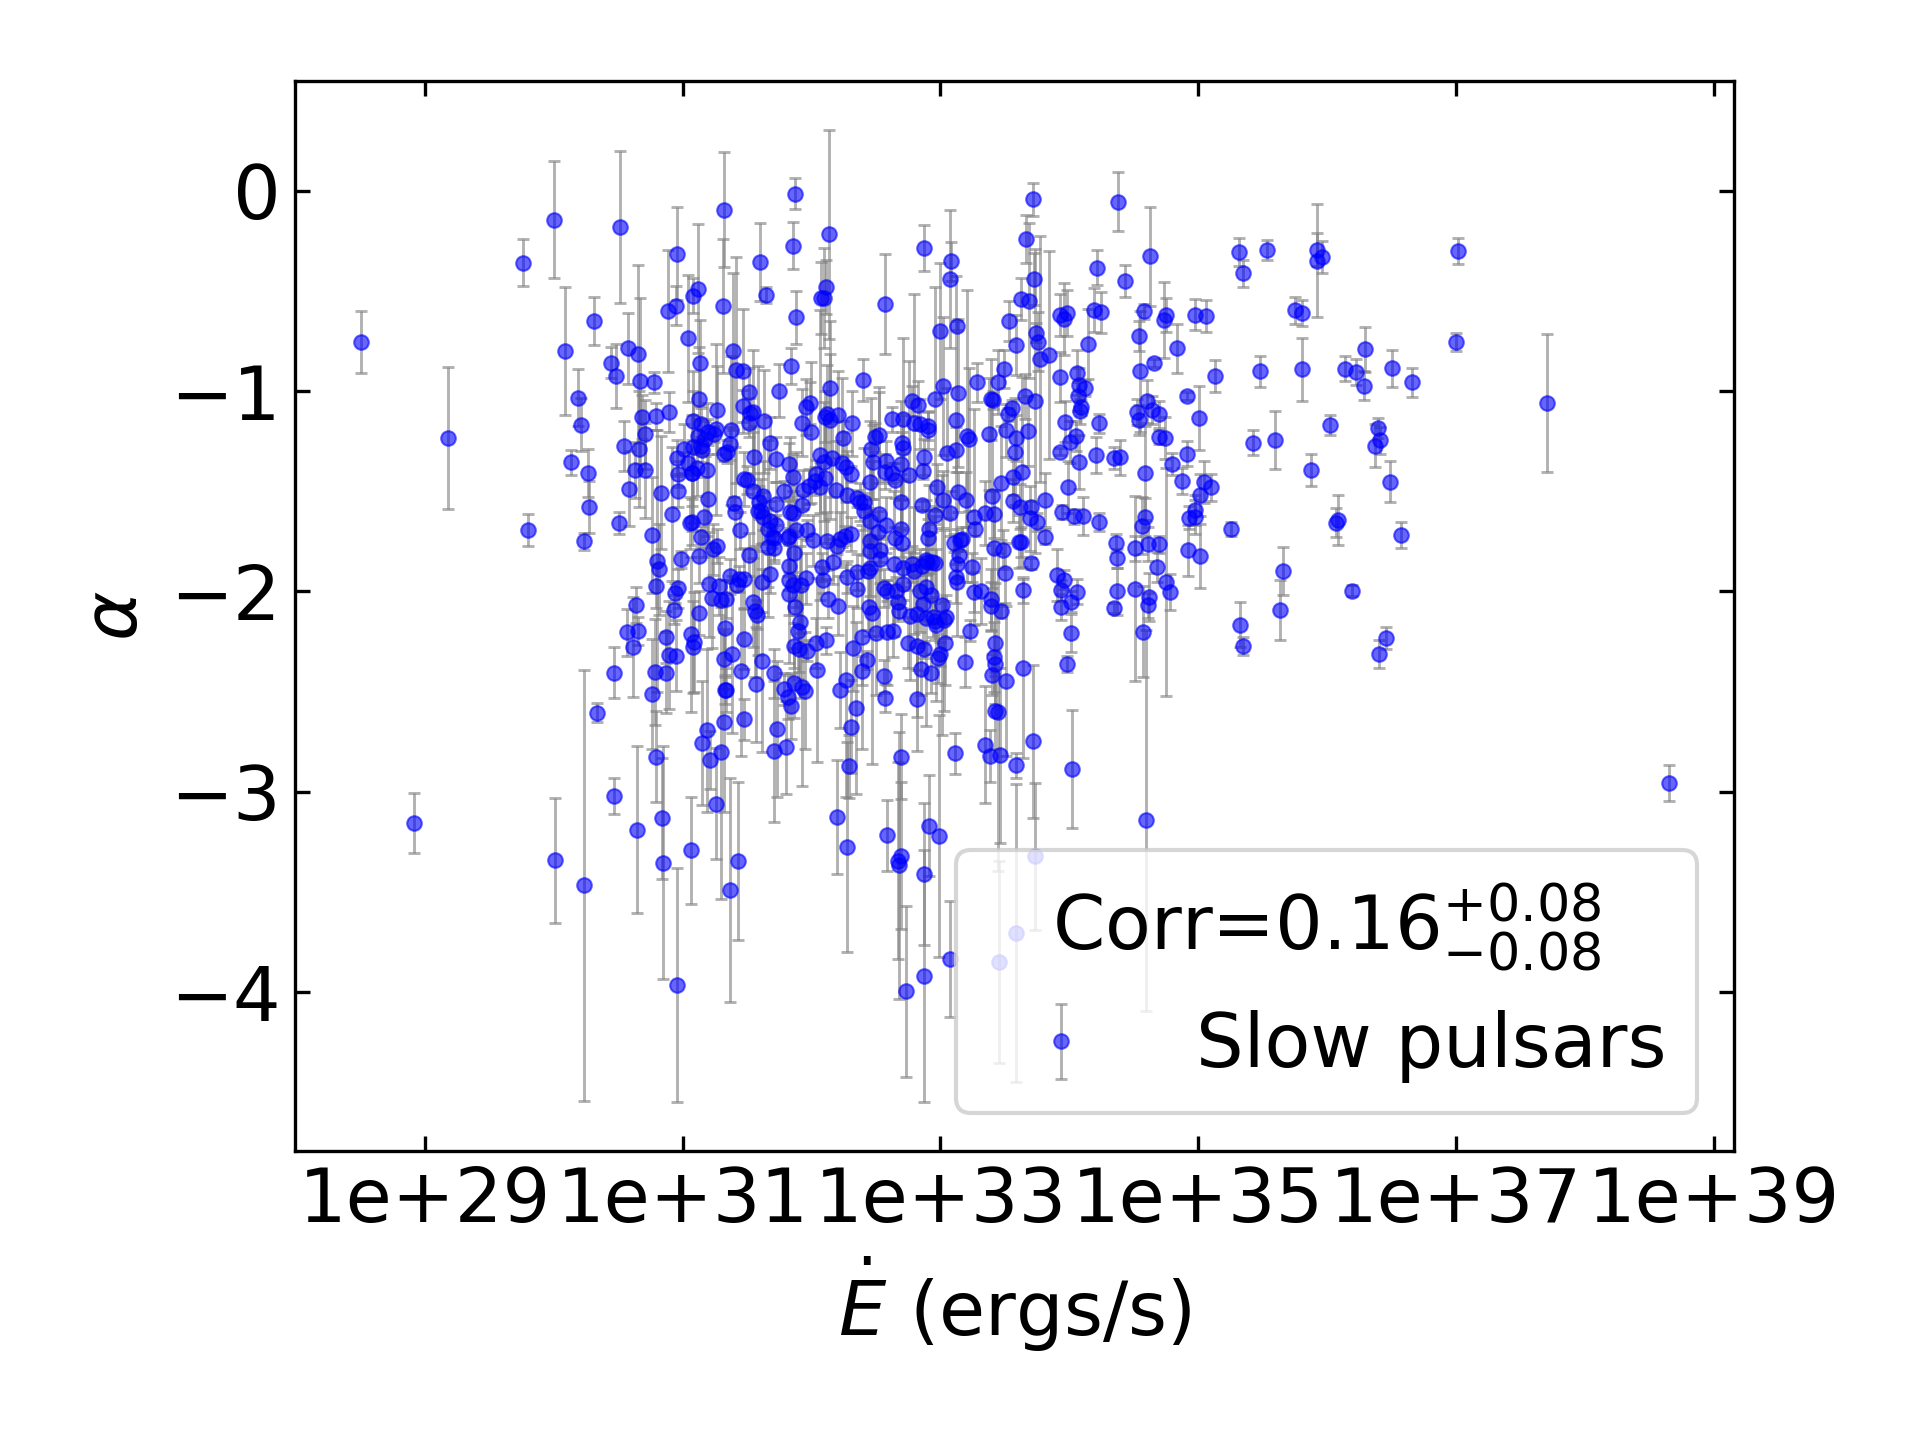 0
−1
−2
−3
−4
α
Corr=0.16+0.08−0.08
Slow pulsars
1e+29 1e+31 1e+33 1e+35 1e+37 1e+39
Ė (ergs/s)